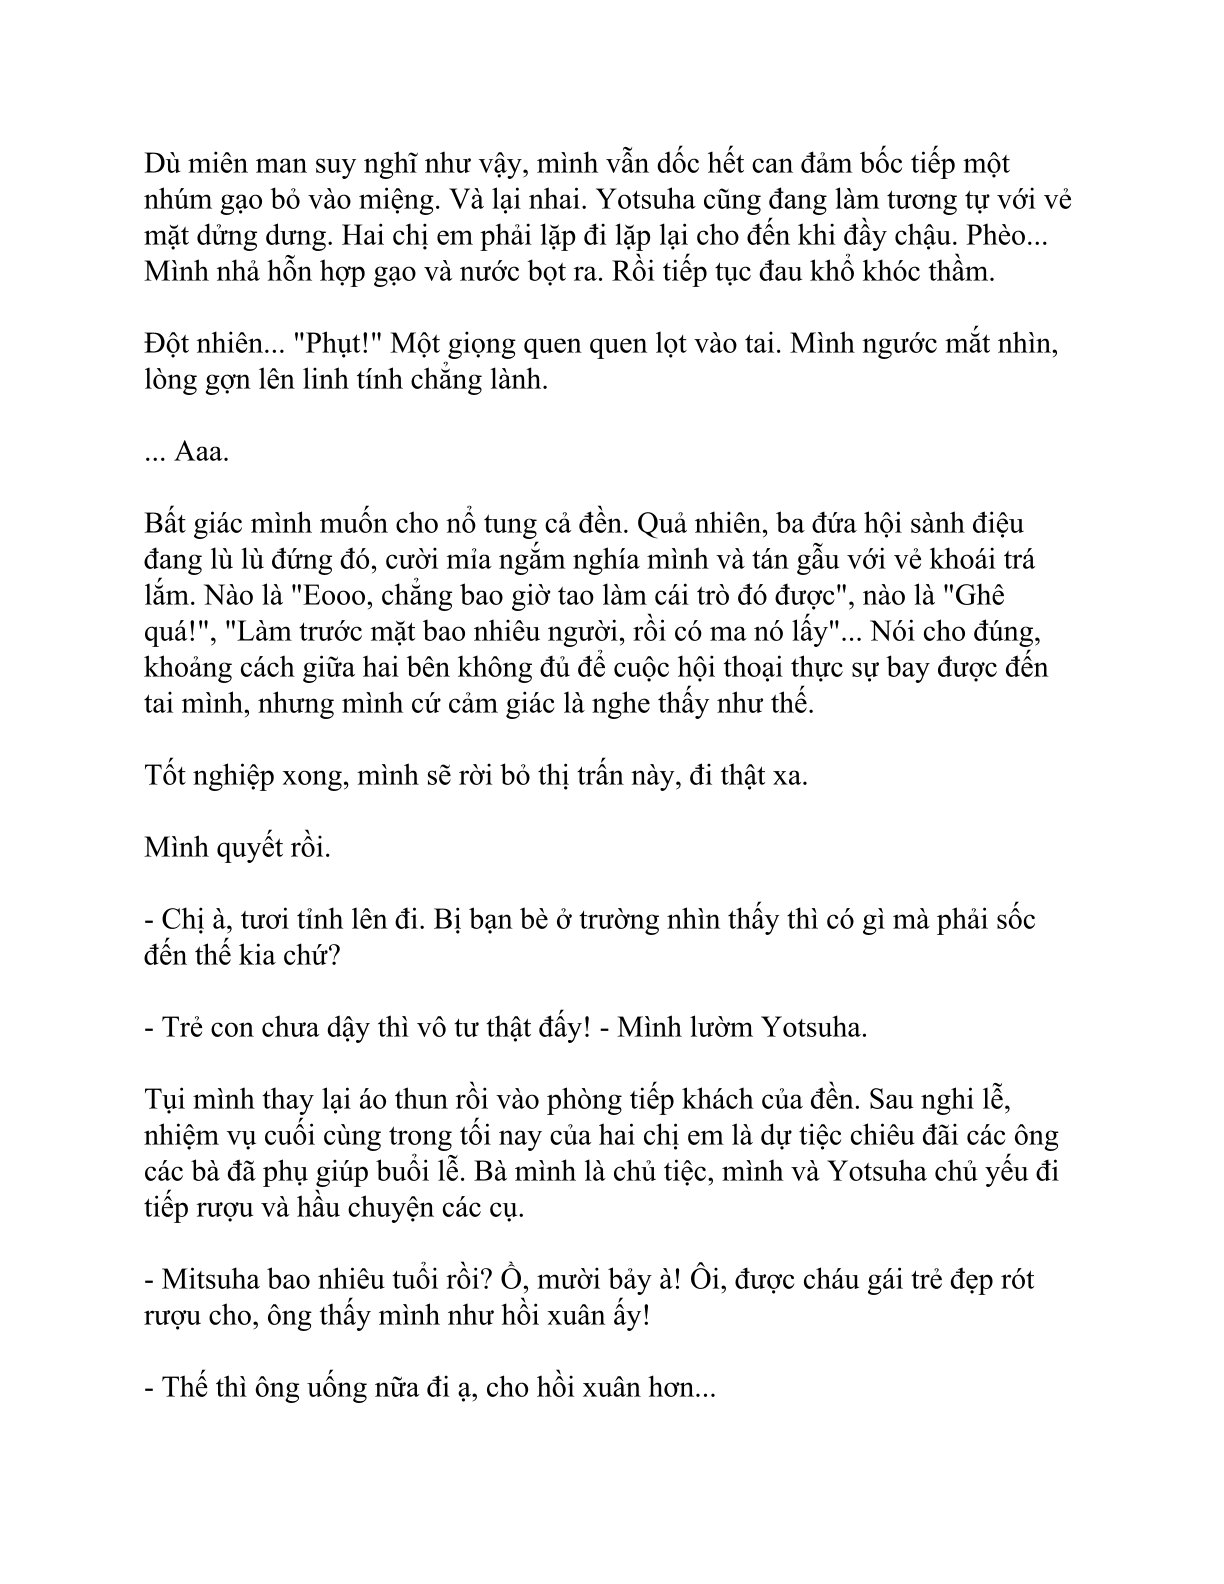 Dù miên man suy nghĩ như vậy, mình vẫn dốc hết can đảm bốc tiếp một
nhúm gạo bỏ vào miệng. Và lại nhai. Yotsuha cũng đang làm tương tự với vẻ
mặt dửng dưng. Hai chị em phải lặp đi lặp lại cho đến khi đầy chậu. Phèo...
Mình nhả hỗn hợp gạo và nước bọt ra. Rồi tiếp tục đau khổ khóc thầm.
Đột nhiên... "Phụt!" Một giọng quen quen lọt vào tai. Mình ngước mắt nhìn,
lòng gợn lên linh tính chẳng lành.
... Aaa.
Bất giác mình muốn cho nổ tung cả đền. Quả nhiên, ba đứa hội sành điệu
đang lù lù đứng đó, cười mỉa ngắm nghía mình và tán gẫu với vẻ khoái trá
lắm. Nào là "Eooo, chẳng bao giờ tao làm cái trò đó được", nào là "Ghê
quá!", "Làm trước mặt bao nhiêu người, rồi có ma nó lấy"... Nói cho đúng,
khoảng cách giữa hai bên không đủ để cuộc hội thoại thực sự bay được đến
tai mình, nhưng mình cứ cảm giác là nghe thấy như thế.
Tốt nghiệp xong, mình sẽ rời bỏ thị trấn này, đi thật xa.
Mình quyết rồi.
- Chị à, tươi tỉnh lên đi. Bị bạn bè ở trường nhìn thấy thì có gì mà phải sốc
đến thế kia chứ?
- Trẻ con chưa dậy thì vô tư thật đấy! - Mình lườm Yotsuha.
Tụi mình thay lại áo thun rồi vào phòng tiếp khách của đền. Sau nghi lễ,
nhiệm vụ cuối cùng trong tối nay của hai chị em là dự tiệc chiêu đãi các ông
các bà đã phụ giúp buổi lễ. Bà mình là chủ tiệc, mình và Yotsuha chủ yếu đi
tiếp rượu và hầu chuyện các cụ.
- Mitsuha bao nhiêu tuổi rồi? Ồ, mười bảy à! Ôi, được cháu gái trẻ đẹp rót
rượu cho, ông thấy mình như hồi xuân ấy!
- Thế thì ông uống nữa đi ạ, cho hồi xuân hơn...